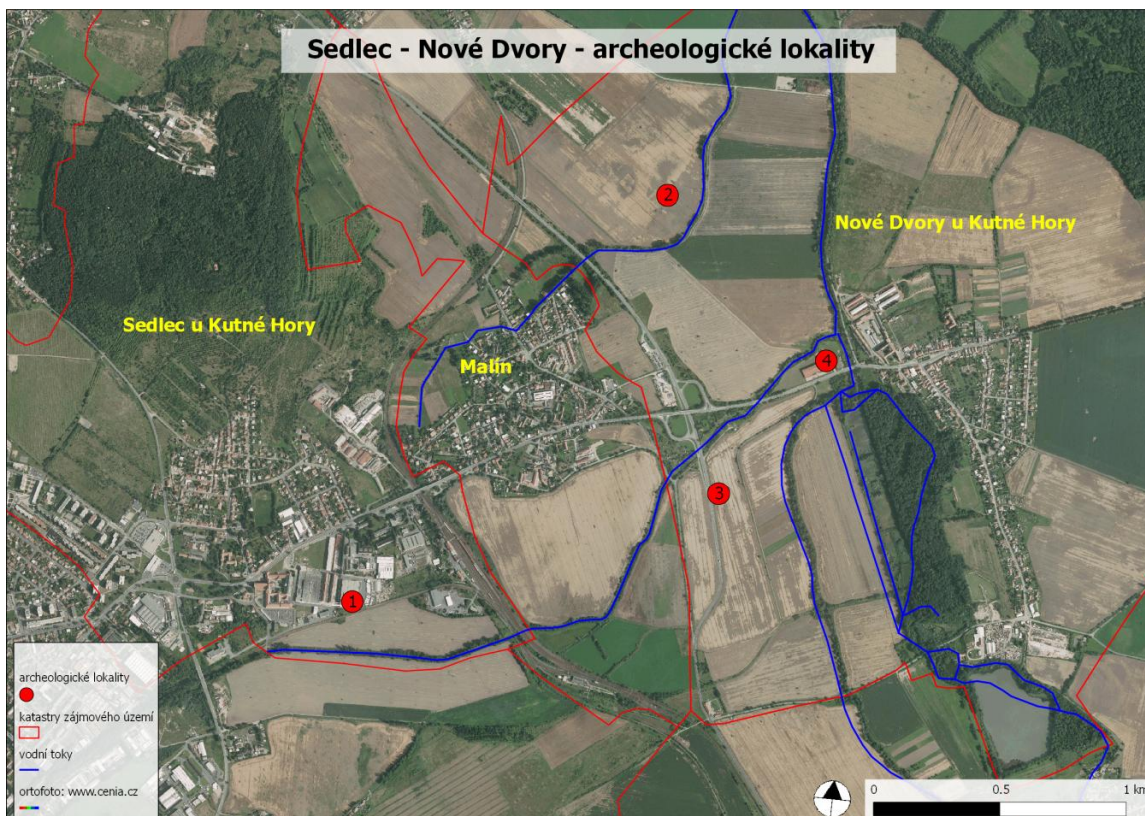 Sedlec - Nové Dvory - archeologické lokality
2
Nové Dvory u Kutné Hory
Sedlec u Kutné Hory
Malín
4
3
1
archeologické lokality
katastry zájmového území
vodní toky
ortofoto: www.cenia.cz
0 0.5 1 km